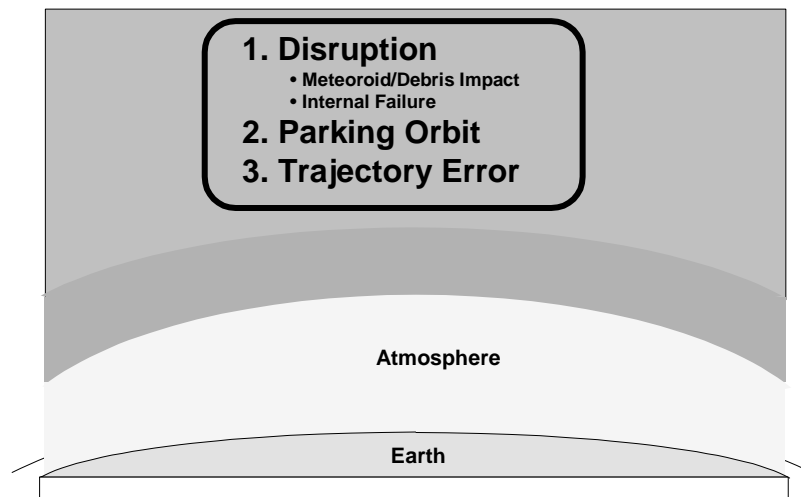 1. Disruption
• Meteoroid/Debris Impact
• Internal Failure
2. Parking Orbit
3. Trajectory Error
Atmosphere
Earth